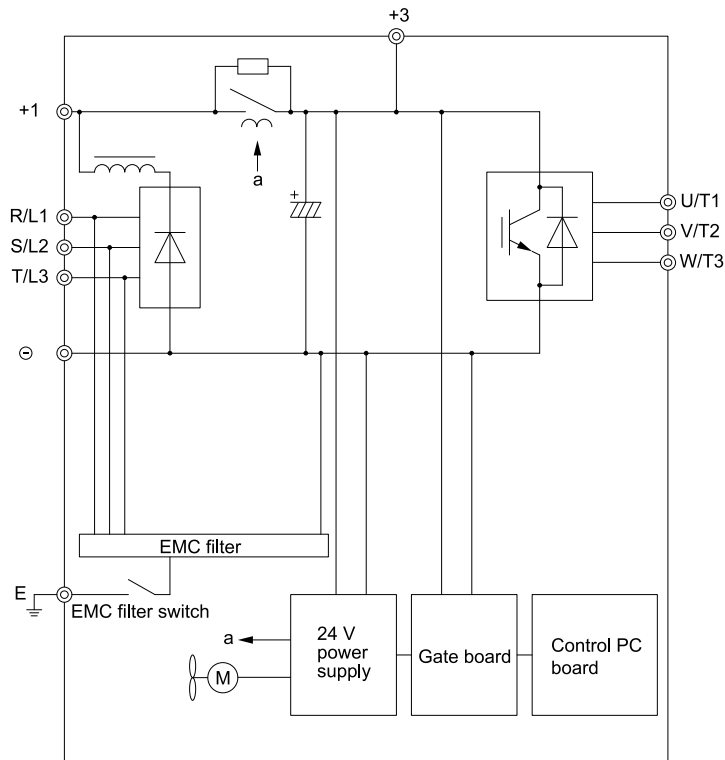 +3
+1
a
+
R/L1
S/L2
T/L3
U/T1
V/T2
W/T3
⊖
EMC filter
E
EMC filter switch
a
M
24 V
power
supply
Gate board
Control PC
board